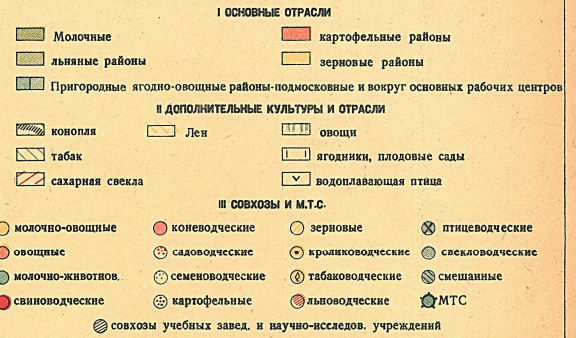 I ОСНОВНЫЕ ОТРАСЛИ
Молочные картофельные районы
льняные районы зерновые районы
Пригородные ягодно-овощные районы-подмосковные и вокруг основных рабочих центров
II ДОПОЛНИТЕЛЬНЫЕ КУЛЬТУРЫ И ОТРАСЛИ
конопля Лен овощи
табак ягодники, плодовые сады
сахарная свекла водоплавающая птица
III СОВХОЗЫ И М.Т.С.
молочно-овощные коневодческие зерновые птицеводческие
овощные садоводческие кролиководческие свекловодческие
молочно-животнов. семеноводческие табаководческие смешанные
свиноводческие картофельные льноводческие МТС
совхозы учебных завед. и научно-исследов. учреждений